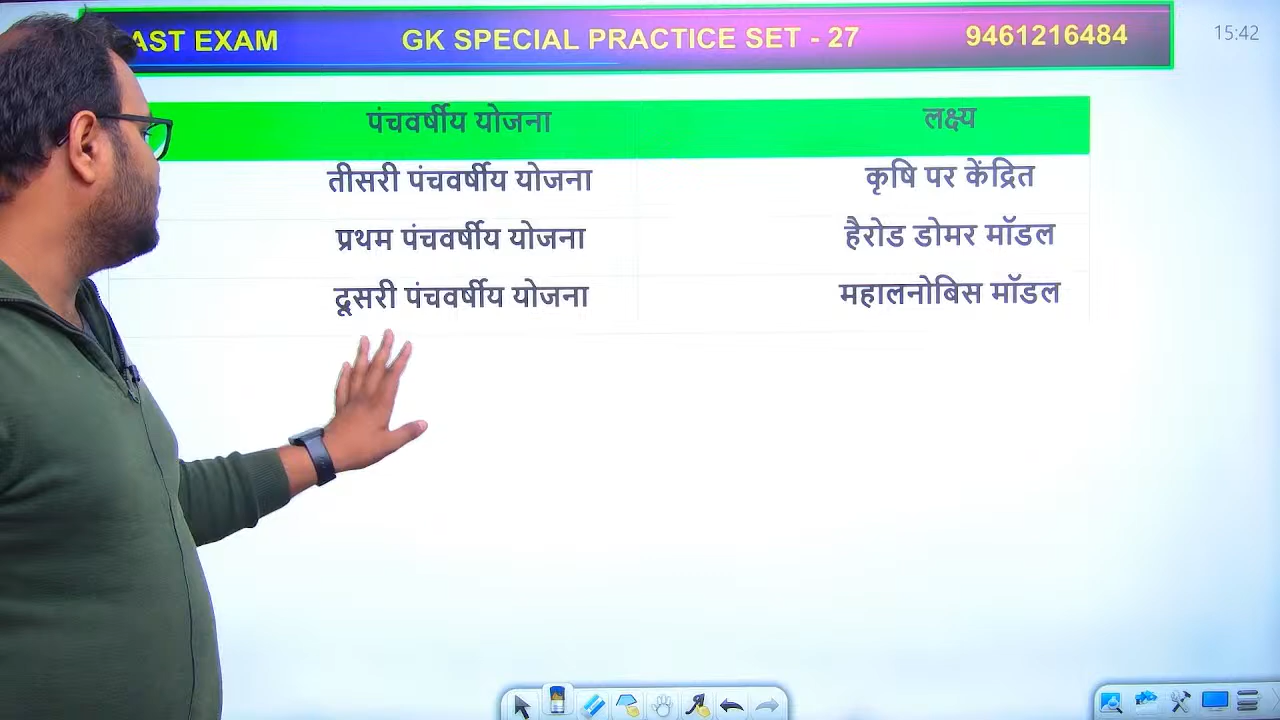 AST EXAM GK SPECIAL PRACTICE SET - 27 9461216484 15:42
पंचवर्षीय योजना लक्ष्य
तीसरी पंचवर्षीय योजना कृषि पर केंद्रित
प्रथम पंचवर्षीय योजना हैरोड डोमर मॉडल
दूसरी पंचवर्षीय योजना महालनोबिस मॉडल